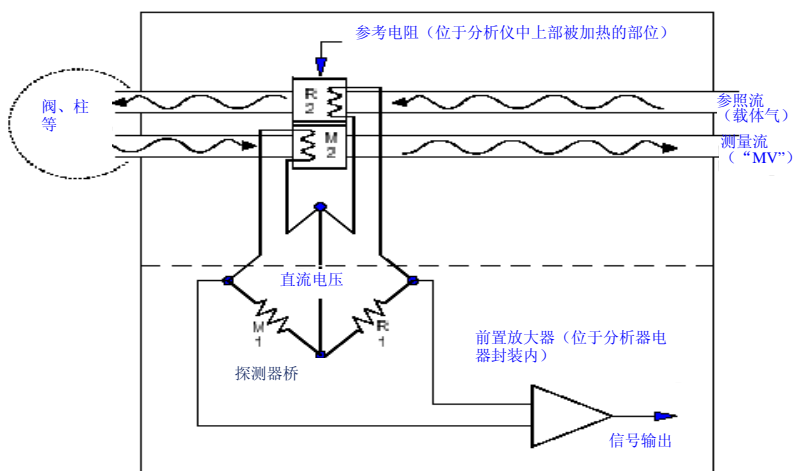 参考电阻（位于分析仪中上部被加热的部位）
R
2
阀、柱
等
参照流
（载体气）
M
2
测量流
（“MV”）
直流电压
M
1
R
1
探测器桥
前置放大器（位于分析器电
器封装内）
信号输出